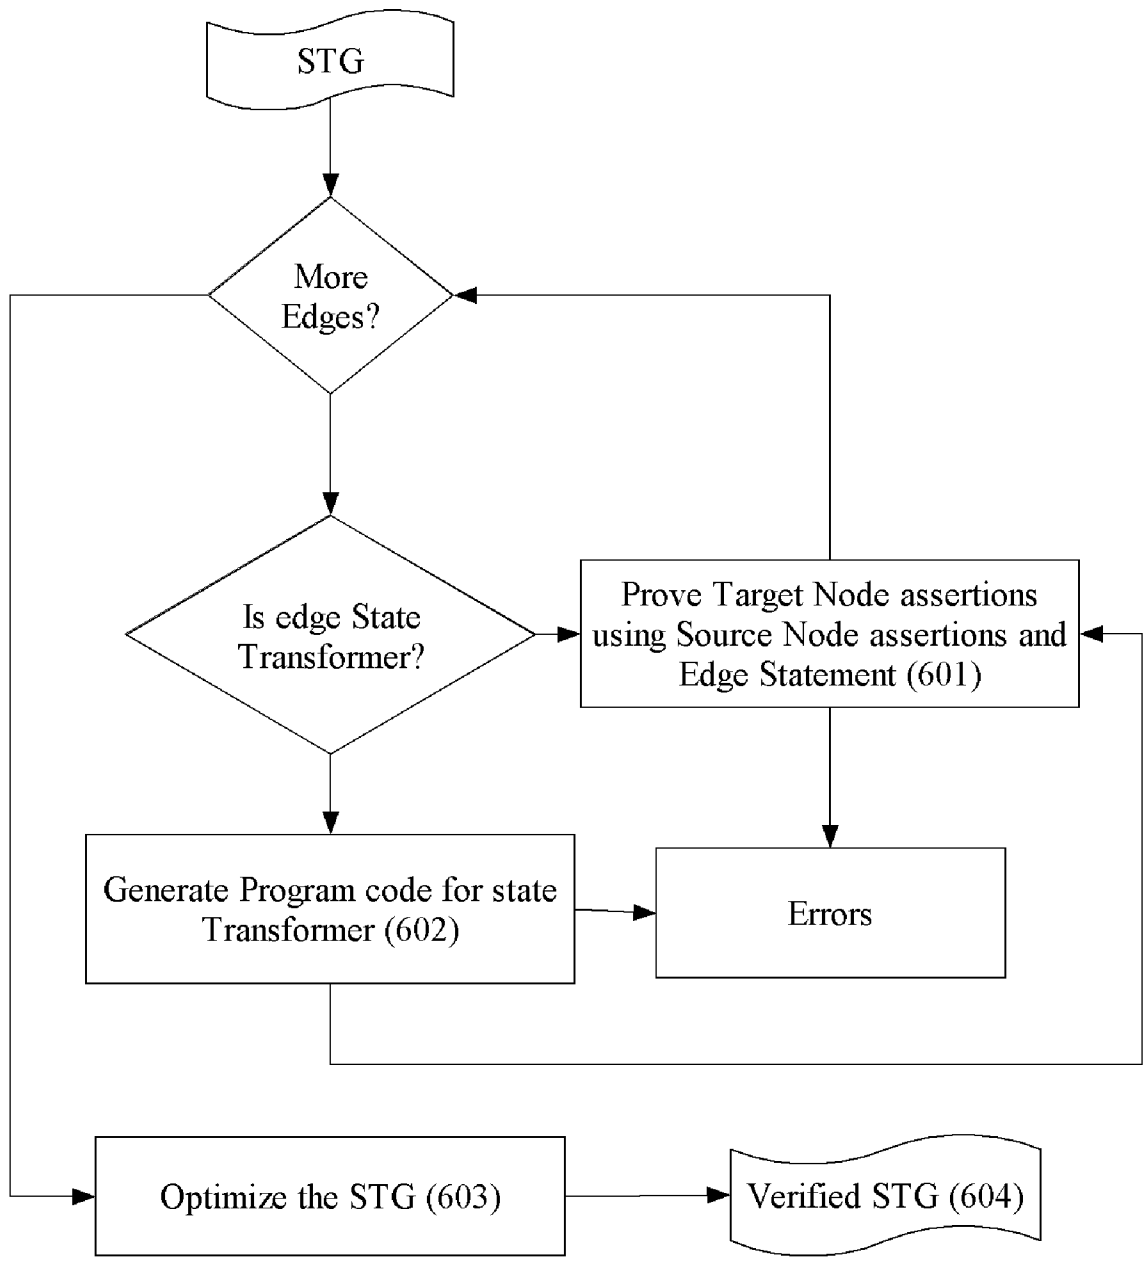 STG
More
Edges?
Is edge State
Transformer?
Prove Target Node assertions
using Source Node assertions and
Edge Statement (601)
Generate Program code for state
Transformer (602)
Errors
Optimize the STG (603)
Verified STG (604)